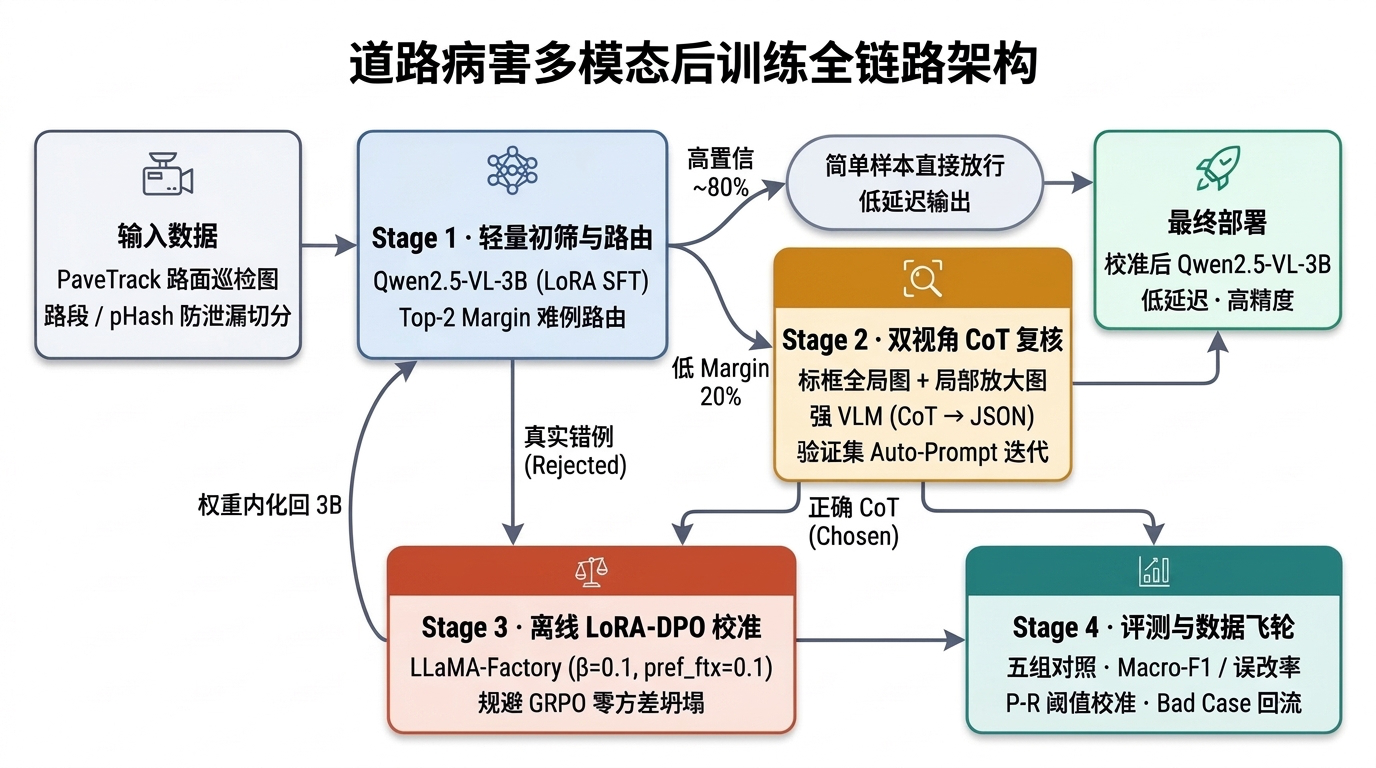 道路病害多模态后训练全链路架构
输入数据
PaveTrack 路面巡检图
路段 / pHash 防泄漏切分
Stage 1 · 轻量初筛与路由
Qwen2.5-VL-3B (LoRA SFT)
Top-2 Margin 难例路由
高置信
~80%
简单样本直接放行
低延迟输出
最终部署
校准后 Qwen2.5-VL-3B
低延迟 · 高精度
低 Margin
20%
Stage 2 · 双视角 CoT 复核
标框全局图 + 局部放大图
强 VLM (CoT → JSON)
验证集 Auto-Prompt 迭代
真实错例
(Rejected)
权重内化回 3B
正确 CoT
(Chosen)
Stage 3 · 离线 LoRA-DPO 校准
LLaMA-Factory (β=0.1, pref_ftx=0.1)
规避 GRPO 零方差坍塌
Stage 4 · 评测与数据飞轮
五组对照 · Macro-F1 / 误改率
P-R 阈值校准 · Bad Case 回流